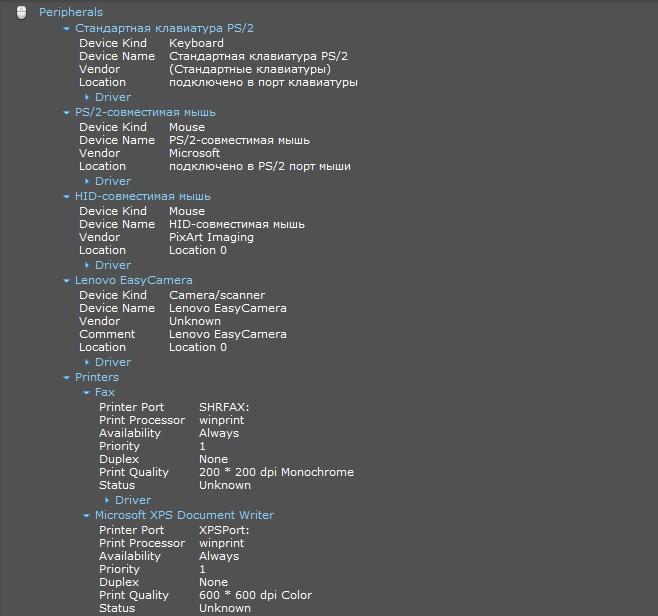 Peripherals
Стандартная клавиатура PS/2
Device Kind Keyboard
Device Name Стандартная клавиатура PS/2
Vendor (Стандартные клавиатуры)
Location подключено в порт клавиатуры
Driver
PS/2-совместимая мышь
Device Kind Mouse
Device Name PS/2-совместимая мышь
Vendor Microsoft
Location подключено в PS/2 порт мыши
Driver
HID-совместимая мышь
Device Kind Mouse
Device Name HID-совместимая мышь
Vendor PixArt Imaging
Location Location 0
Driver
Lenovo EasyCamera
Device Kind Camera/scanner
Device Name Lenovo EasyCamera
Vendor Unknown
Comment Lenovo EasyCamera
Location Location 0
Driver
Printers
Fax
Printer Port SHRFAX:
Print Processor winprint
Availability Always
Priority 1
Duplex None
Print Quality 200 * 200 dpi Monochrome
Status Unknown
Driver
Microsoft XPS Document Writer
Printer Port XPSPort:
Print Processor winprint
Availability Always
Priority 1
Duplex None
Print Quality 600 * 600 dpi Color
Status Unknown